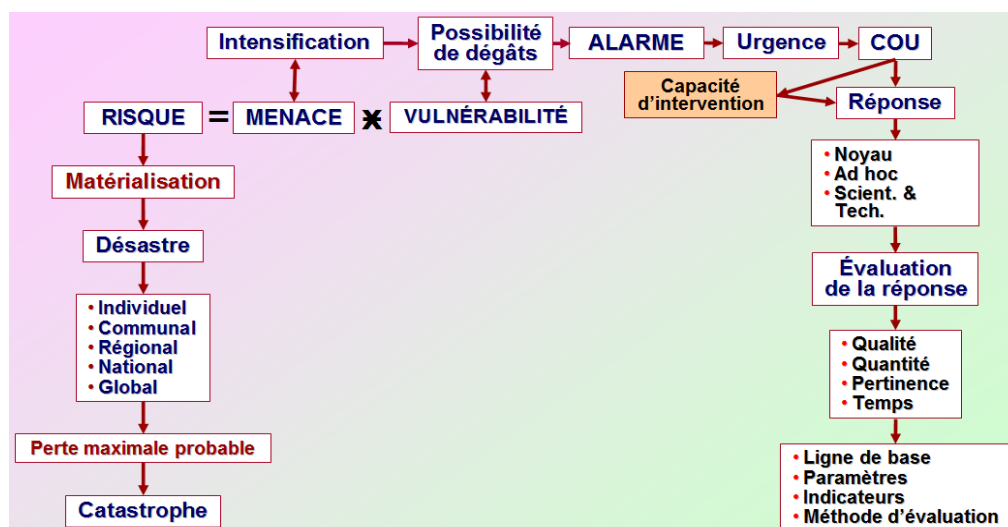 Intensification
Possibilité
de dégâts
ALARME
Urgence
COU
Capacité
d'intervention
Réponse
RISQUE = MENACE x VULNÉRABILITÉ
Matérialisation
Désastre
• Individuel
• Communal
• Régional
• National
• Global
Perte maximale probable
Catastrophe
• Noyau
• Ad hoc
• Scient. &
Tech.
Évaluation
de la réponse
• Qualité
• Quantité
• Pertinence
• Temps
• Ligne de base
• Paramètres
• Indicateurs
• Méthode d'évaluation